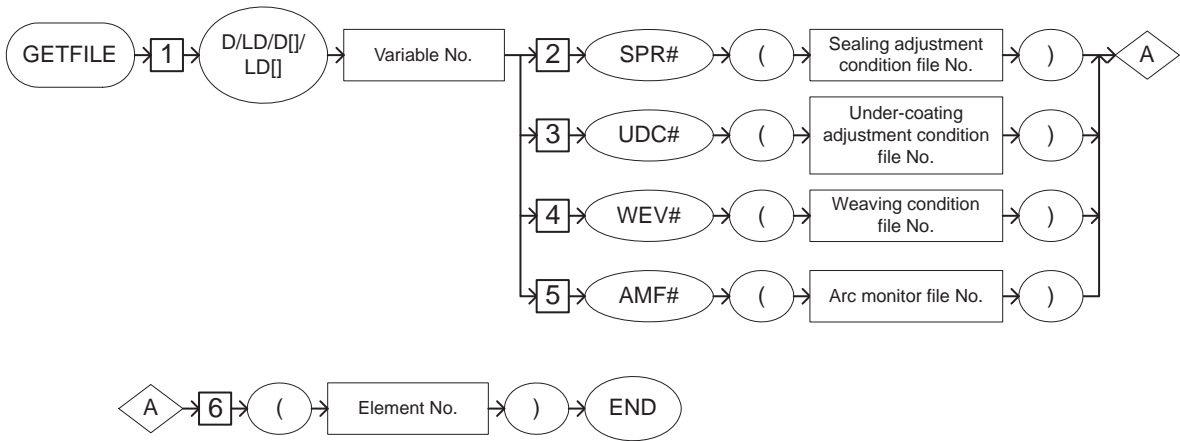 GETFILE 1 D/LD/D[]/
LD[] Variable No. 2 SPR# ( Sealing adjustment
condition file No. ) A
3 UDC# ( Under-coating
adjustment condition
file No. )
4 WEV# ( Weaving condition
file No. )
5 AMF# ( Arc monitor file No. )
A 6 ( Element No. ) END